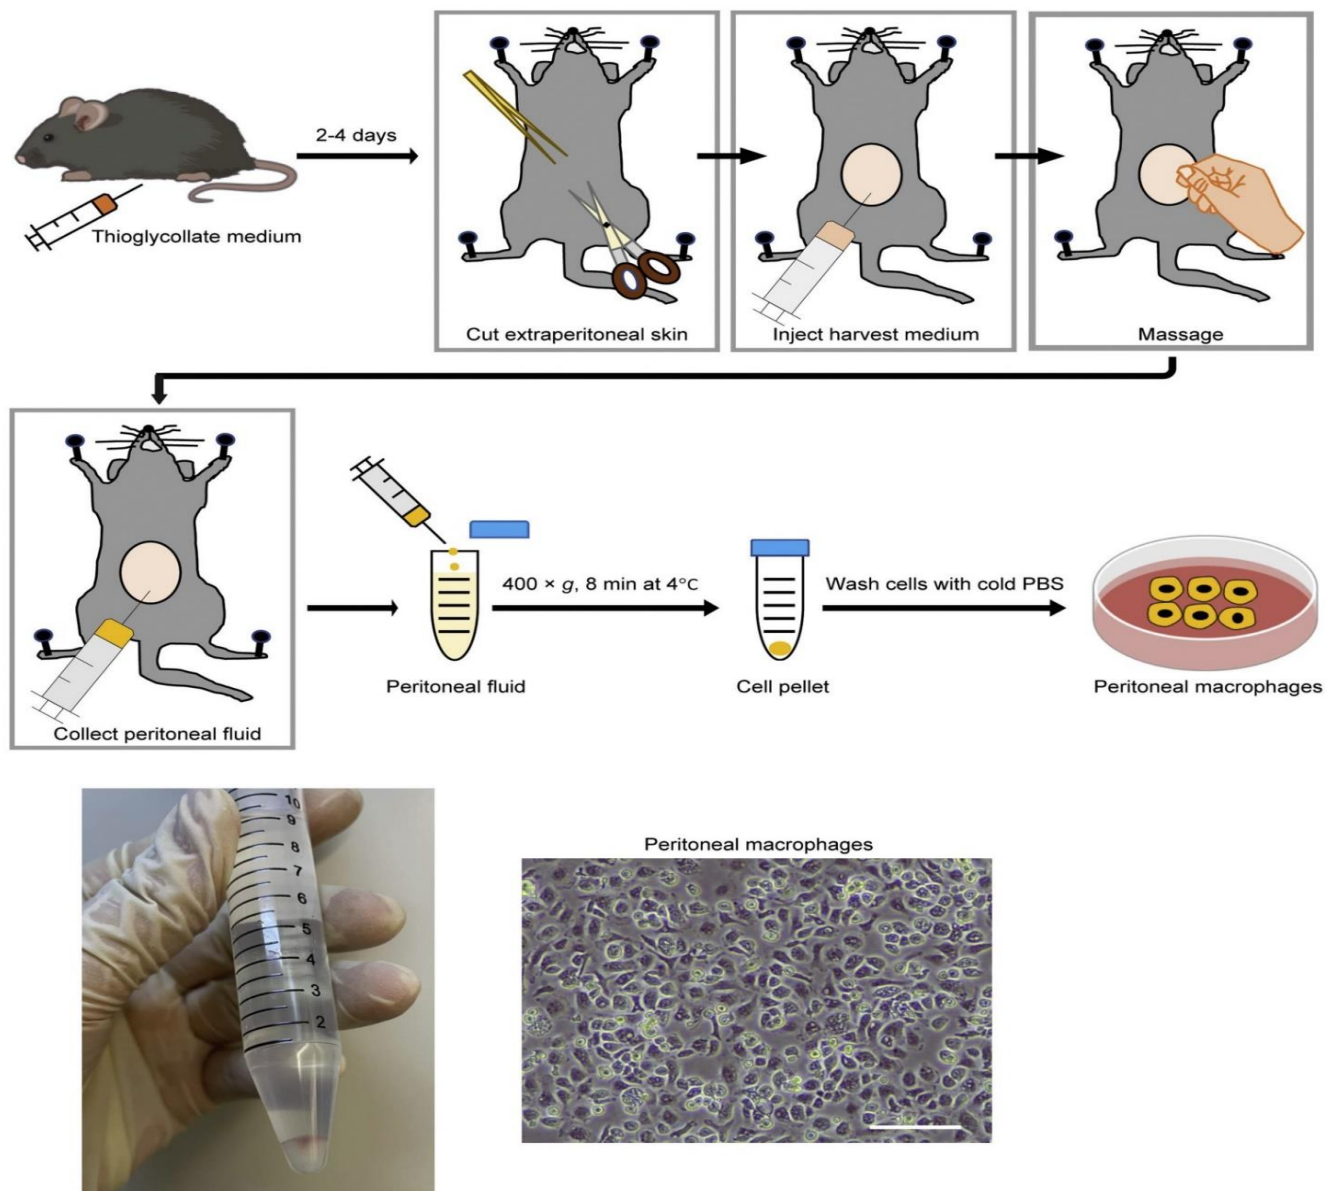 2-4 days
Thioglycollate medium
Cut extraperitoneal skin
Inject harvest medium
Massage
Collect peritoneal fluid
400 × g, 8 min at 4°C
Wash cells with cold PBS
Peritoneal fluid
Cell pellet
Peritoneal macrophages
10
9
8
7
6
5
4
3
2
Peritoneal macrophages